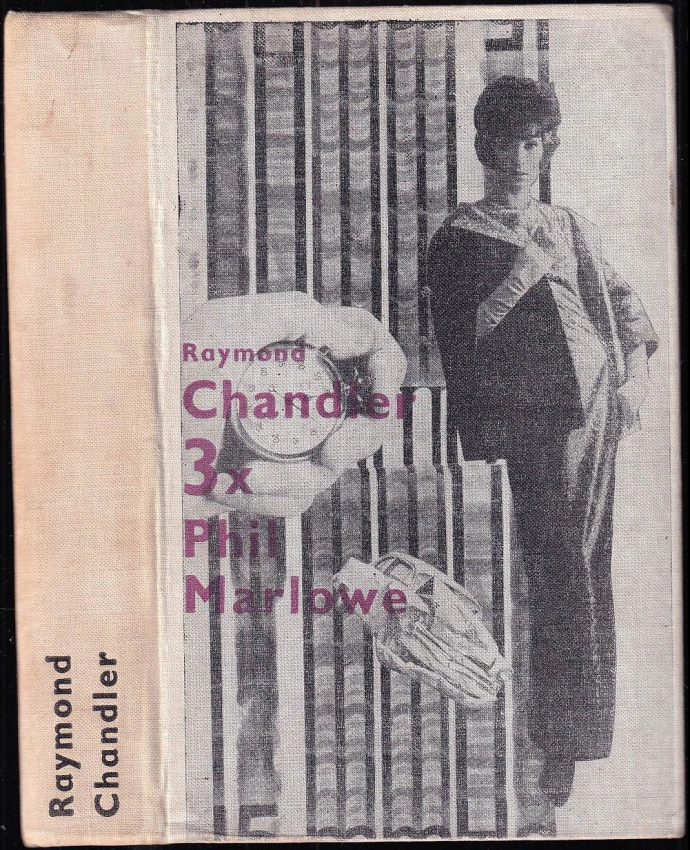 Raymond
Chandler
Raymond
Chandler
3x
Phil
Marlowe